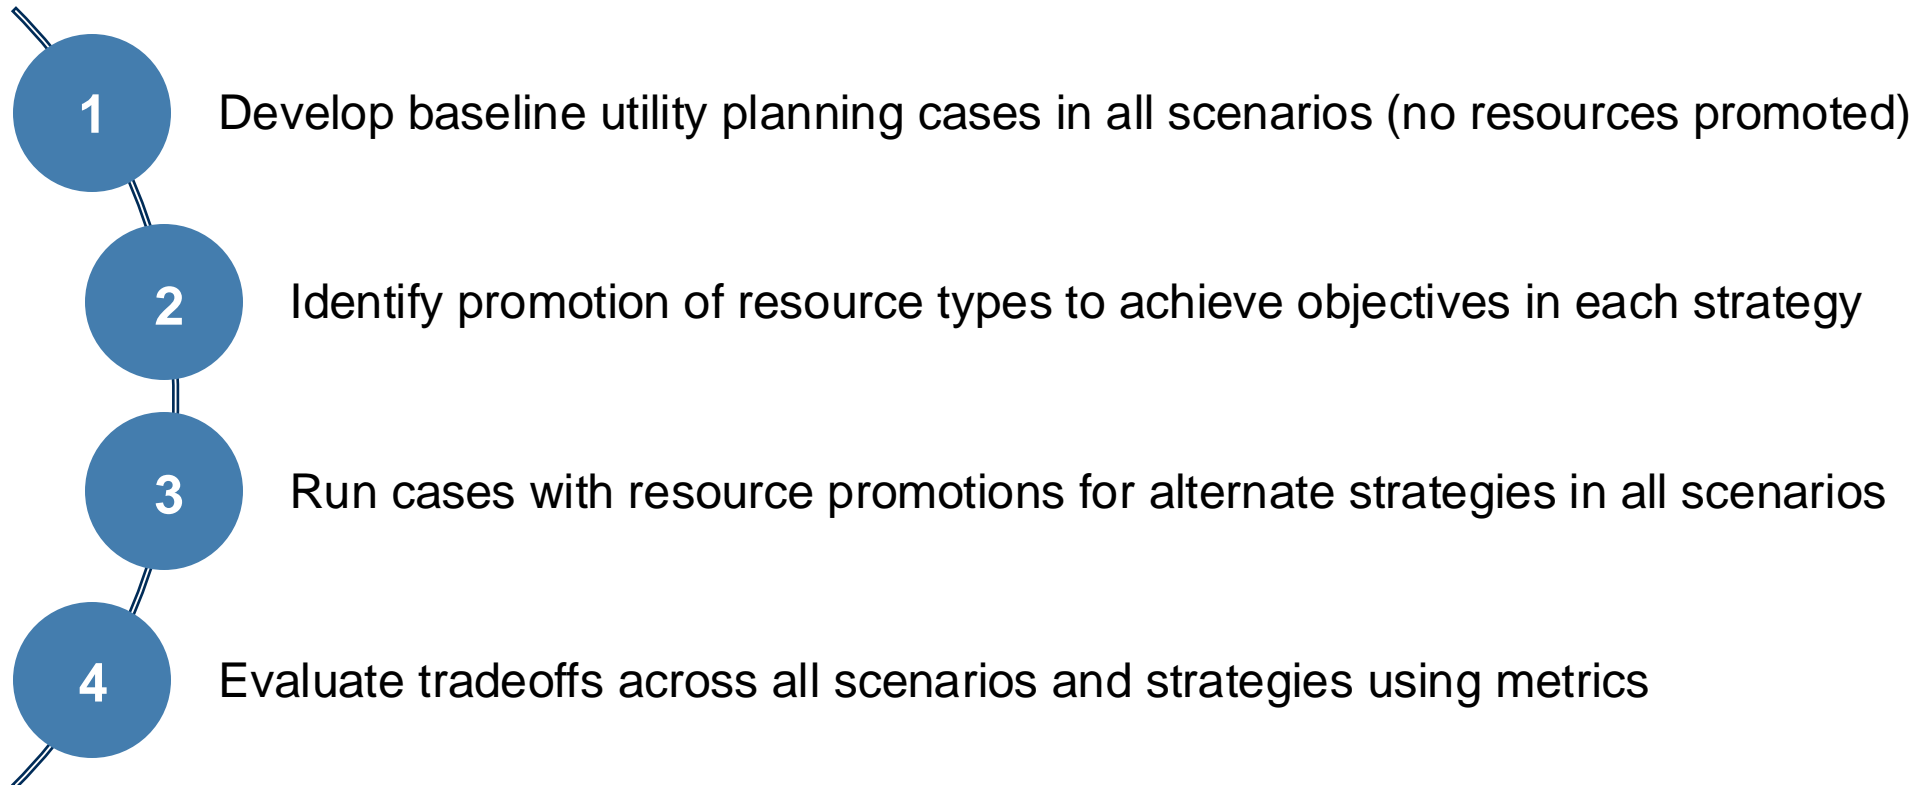 1 Develop baseline utility planning cases in all scenarios (no resources promoted)
2 Identify promotion of resource types to achieve objectives in each strategy
3 Run cases with resource promotions for alternate strategies in all scenarios
4 Evaluate tradeoffs across all scenarios and strategies using metrics